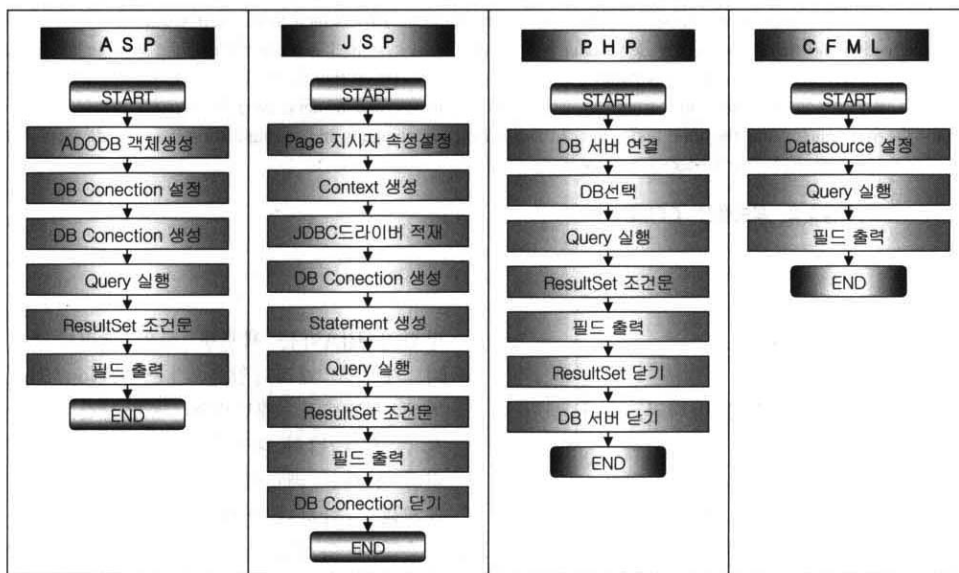 A S P
START
ADODB 객체생성
DB Conection 설정
DB Conection 생성
Query 실행
ResultSet 조건문
필드 출력
END
J S P
START
Page 지시자 속성설정
Context 생성
JDBC드라이버 적재
DB Conection 생성
Statement 생성
Query 실행
ResultSet 조건문
필드 출력
DB Conection 닫기
END
P H P
START
DB 서버 연결
DB선택
Query 실행
ResultSet 조건문
필드 출력
ResultSet 닫기
DB 서버 닫기
END
C F M L
START
Datasource 설정
Query 실행
필드 출력
END